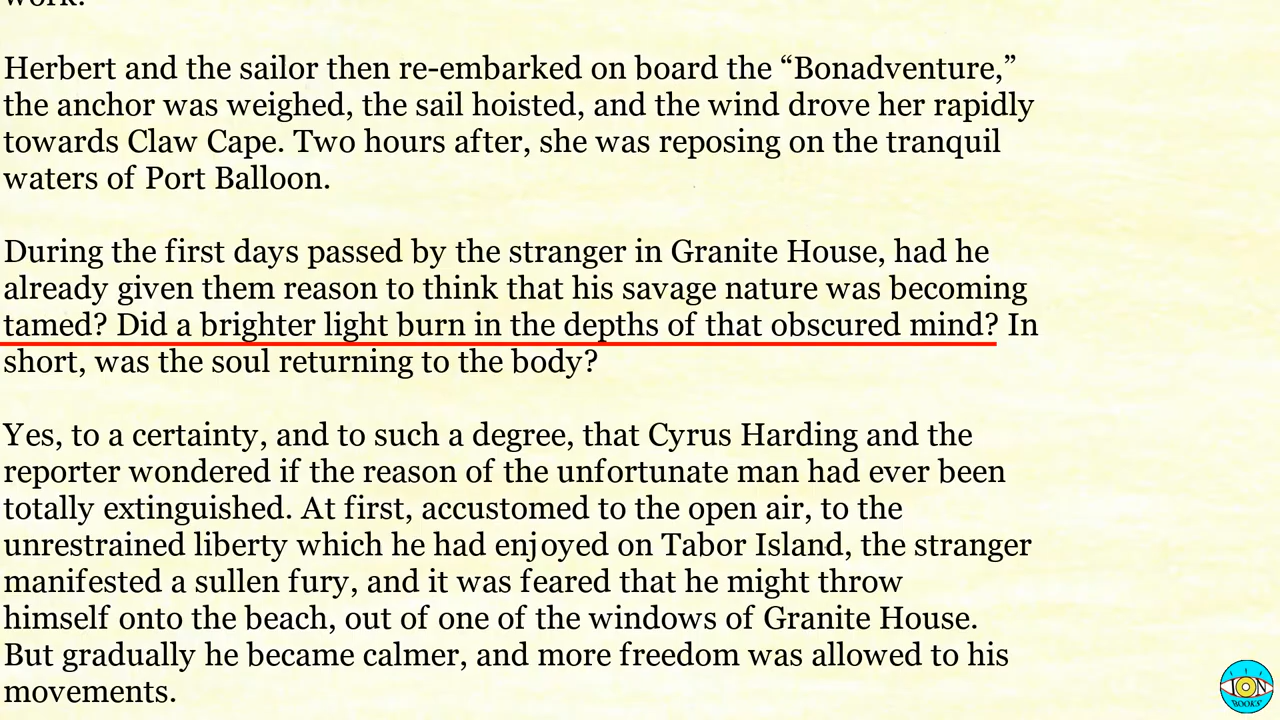 work.
Herbert and the sailor then re-embarked on board the “Bonadventure,”
the anchor was weighed, the sail hoisted, and the wind drove her rapidly
towards Claw Cape. Two hours after, she was reposing on the tranquil
waters of Port Balloon.
During the first days passed by the stranger in Granite House, had he
already given them reason to think that his savage nature was becoming
tamed? Did a brighter light burn in the depths of that obscured mind? In
short, was the soul returning to the body?
Yes, to a certainty, and to such a degree, that Cyrus Harding and the
reporter wondered if the reason of the unfortunate man had ever been
totally extinguished. At first, accustomed to the open air, to the
unrestrained liberty which he had enjoyed on Tabor Island, the stranger
manifested a sullen fury, and it was feared that he might throw
himself onto the beach, out of one of the windows of Granite House.
But gradually he became calmer, and more freedom was allowed to his
movements.
ION
BOOKS